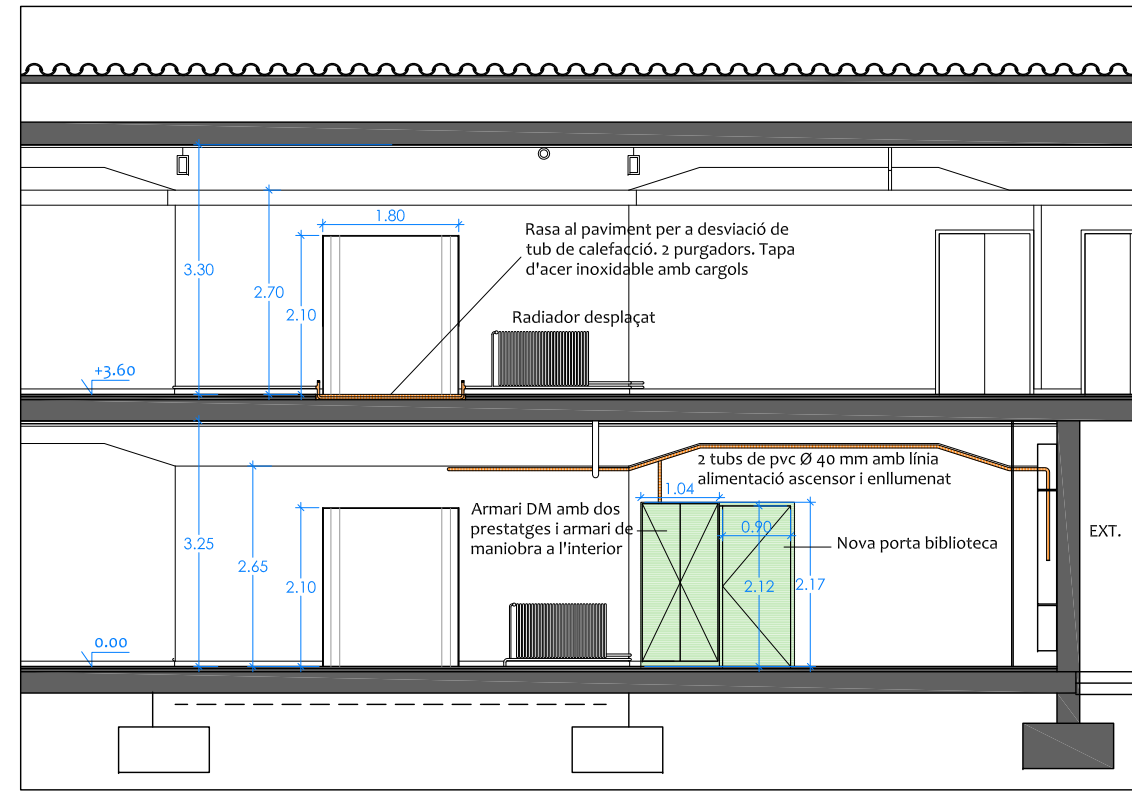 1.80
Rasa al paviment per a desviació de
tub de calefacció. 2 purgadors. Tapa
d'acer inoxidable amb cargols
3.30
2.70
2.10
Radiador desplaçat
+3.60
2 tubs de pvc Ø 40 mm amb línia
alimentació ascensor i enllumenat
1.04
Armari DM amb dos
prestatges i armari de
maniobra a l'interior
0.90
EXT.
3.25
Nova porta biblioteca
2.65
2.10
2.12
2.17
0.00